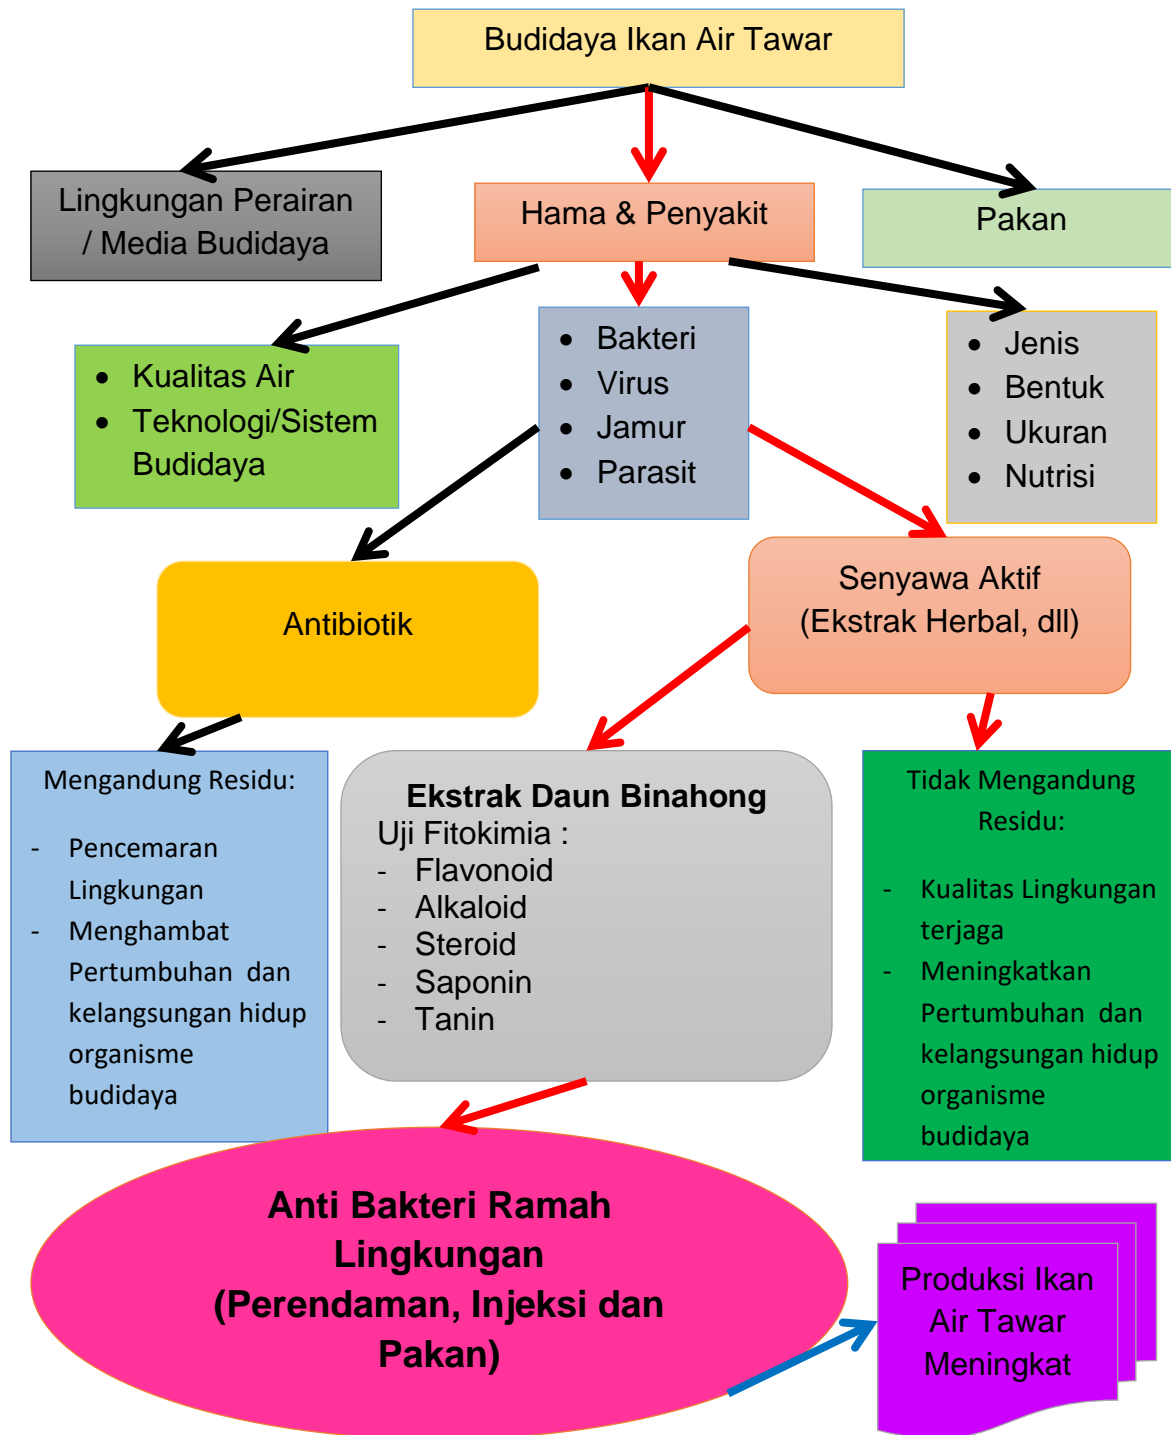 Budidaya Ikan Air Tawar
Lingkungan Perairan
/ Media Budidaya
Hama & Penyakit
Pakan
• Kualitas Air
• Teknologi/Sistem
Budidaya
• Bakteri
• Virus
• Jamur
• Parasit
• Jenis
• Bentuk
• Ukuran
• Nutrisi
Antibiotik
Senyawa Aktif
(Ekstrak Herbal, dll)
Mengandung Residu:
- Pencemaran
Lingkungan
- Menghambat
Pertumbuhan dan
kelangsungan hidup
organisme
budidaya
Ekstrak Daun Binahong
Uji Fitokimia :
- Flavonoid
- Alkaloid
- Steroid
- Saponin
- Tanin
Tidak Mengandung
Residu:
- Kualitas Lingkungan
terjaga
- Meningkatkan
Pertumbuhan dan
kelangsungan hidup
organisme
budidaya
Anti Bakteri Ramah
Lingkungan
(Perendaman, Injeksi dan
Pakan)
Produksi Ikan
Air Tawar
Meningkat